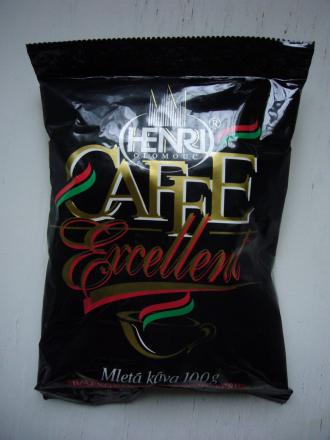 HENRI®
OLOMOUC
CAFFE
Excellent
Mletá káva 100g